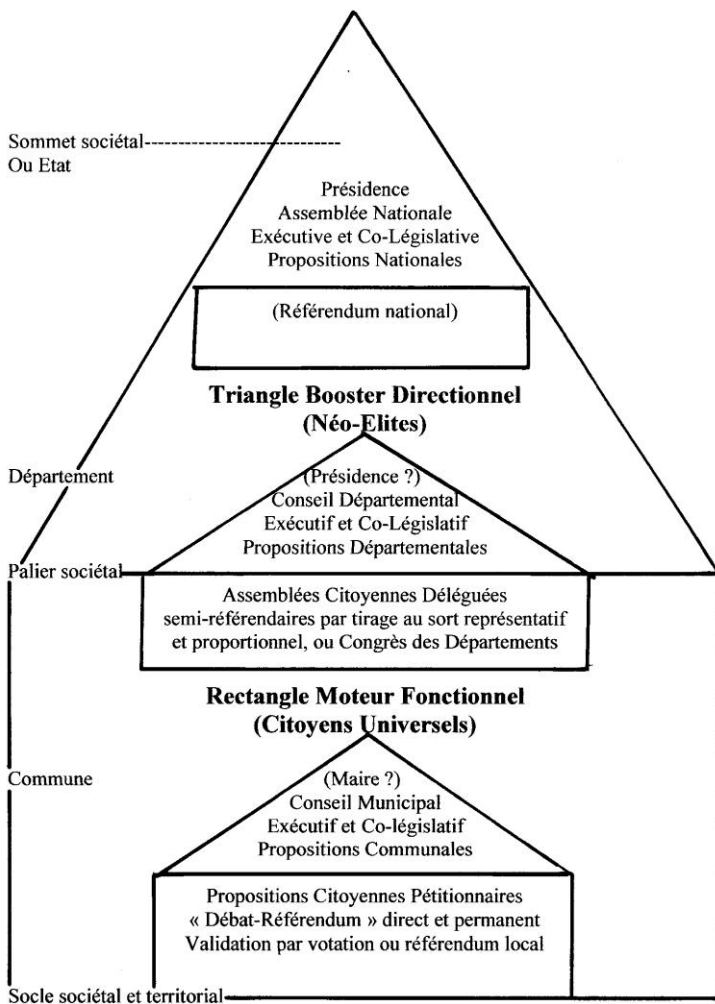 Sommet sociétal
Ou Etat
Présidence
Assemblée Nationale
Exécutive et Co-Législative
Propositions Nationales
(Référendum national)
Triangle Booster Directionnel
(Néo-Elites)
Département
(Présidence ?)
Conseil Départemental
Exécutif et Co-Législatif
Propositions Départementales
Palier sociétal
Assemblées Citoyennes Déléguées
semi-référendaires par tirage au sort représentatif
et proportionnel, ou Congrès des Départements
Rectangle Moteur Fonctionnel
(Citoyens Universels)
Commune
(Maire ?)
Conseil Municipal
Exécutif et Co-législatif
Propositions Communales
Propositions Citoyennes Pétitionnaires
« Débat-Référendum » direct et permanent
Validation par votation ou référendum local
Socle sociétal et territorial